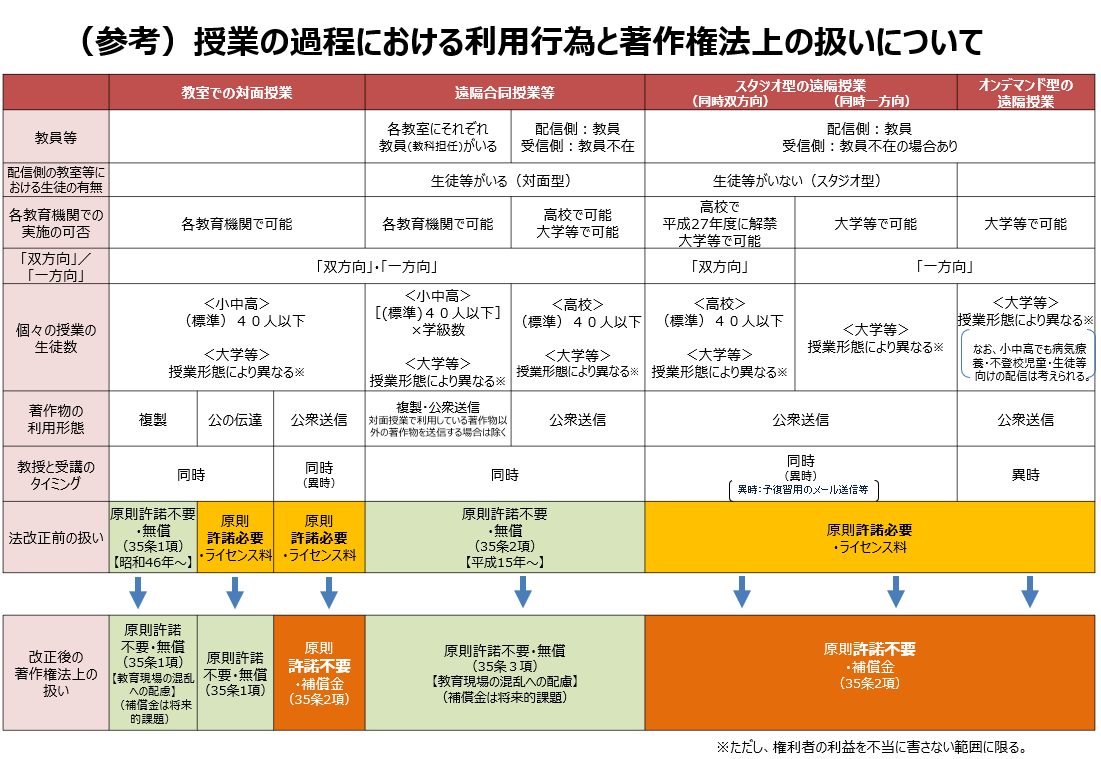 （参考）授業の過程における利用行為と著作権法上の扱いについて
教室での対面授業
遠隔合同授業等
スタジオ型の遠隔授業
（同時双方向）
（同時一方向）
オンデマンド型の
遠隔授業
教員等
各教室にそれぞれ
教員(教科担任)がいる
配信側：教員
受信側：教員不在
配信側：教員
受信側：教員不在の場合あり
配信側の教室等に
おける生徒の有無
生徒等がいる（対面型）
生徒等がいない（スタジオ型）
各教育機関での
実施の可否
各教育機関で可能
各教育機関で可能
高校で可能
大学等で可能
高校で
平成27年度に解禁
大学等で可能
大学等で可能
大学等で可能
「双方向」／
「一方向」
「双方向」・「一方向」
「双方向」
「一方向」
個々の授業の
生徒数
＜小中高＞
（標準）４０人以下
＜大学等＞
授業形態により異なる※
＜小中高＞
［(標準)４０人以下］
×学級数
＜大学等＞
授業形態により異なる※
＜高校＞
（標準）４０人以下
＜大学等＞
授業形態により異なる※
＜高校＞
（標準）４０人以下
＜大学等＞
授業形態により異なる※
＜大学等＞
授業形態により異なる※
＜大学等＞
授業形態により異なる※
なお、小中高でも病気療
養・不登校児童・生徒等
向けの配信は考えられる。
著作物の
利用形態
複製
公の伝達
公衆送信
複製・公衆送信
対面授業で利用している著作物以
外の著作物を送信する場合は除く
公衆送信
公衆送信
公衆送信
教授と受講の
タイミング
同時
同時
（異時）
同時
同時
（異時）
異時：予復習用のメール送信等
異時
法改正前の扱い
原則許諾不要
・無償
（35条1項）
【昭和46年～】
原則
許諾必要
・ライセンス料
原則
許諾必要
・ライセンス料
原則許諾不要
・無償
（35条2項）
【平成15年～】
原則許諾必要
・ライセンス料
改正後の
著作権法上の
扱い
原則許諾
不要・無償
（35条1項）
【教育現場の混乱
への配慮】
（補償金は将来
的課題）
原則許諾
不要・無償
（35条1項）
原則
許諾不要
・補償金
（35条2項）
原則許諾不要・無償
（35条３項）
【教育現場の混乱への配慮】
（補償金は将来的課題）
原則許諾不要
・補償金
（35条2項）
※ただし、権利者の利益を不当に害さない範囲に限る。